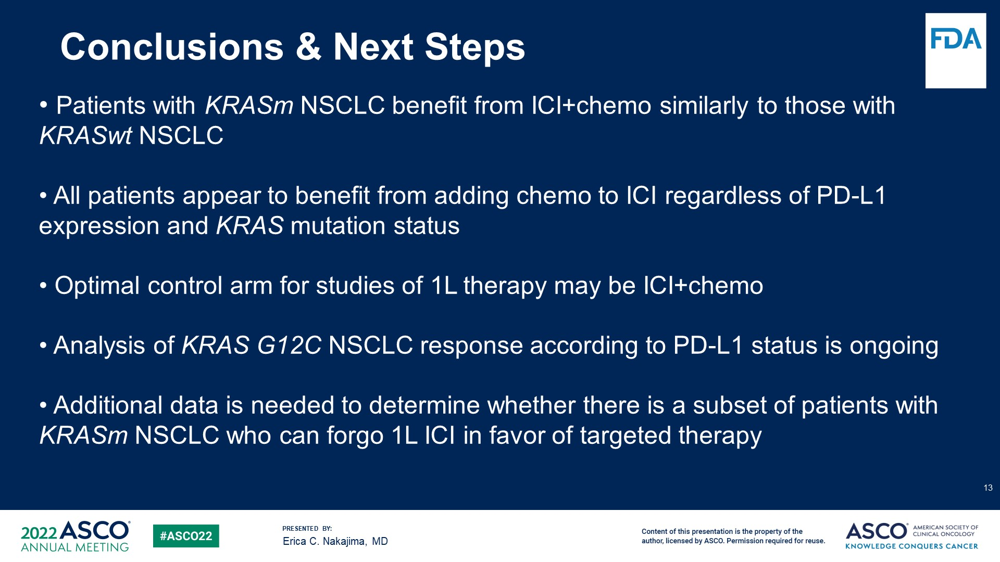 Conclusions & Next Steps
FDA
• Patients with KRASm NSCLC benefit from ICI+chemo similarly to those with
KRASwt NSCLC
• All patients appear to benefit from adding chemo to ICI regardless of PD-L1
expression and KRAS mutation status
• Optimal control arm for studies of 1L therapy may be ICI+chemo
• Analysis of KRAS G12C NSCLC response according to PD-L1 status is ongoing
• Additional data is needed to determine whether there is a subset of patients with
KRASm NSCLC who can forgo 1L ICI in favor of targeted therapy
13
2022 ASCO®
ANNUAL MEETING
#ASCO22
PRESENTED BY:
Erica C. Nakajima, MD
Content of this presentation is the property of the
author, licensed by ASCO. Permission required for reuse.
ASCO® AMERICAN SOCIETY OF
CLINICAL ONCOLOGY
KNOWLEDGE CONQUERS CANCER